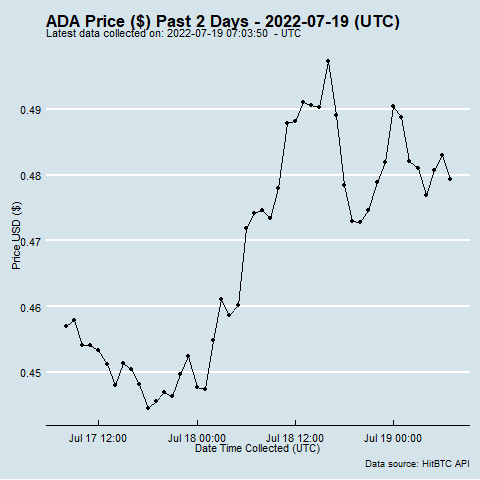 ADA Price ($) Past 2 Days - 2022-07-19 (UTC)
Latest data collected on: 2022-07-19 07:03:50 - UTC
0.49
0.48
0.47
0.46
0.45
Price USD ($)
Jul 17 12:00
Jul 18 00:00
Jul 18 12:00
Jul 19 00:00
Date Time Collected (UTC)
Data source: HitBTC API